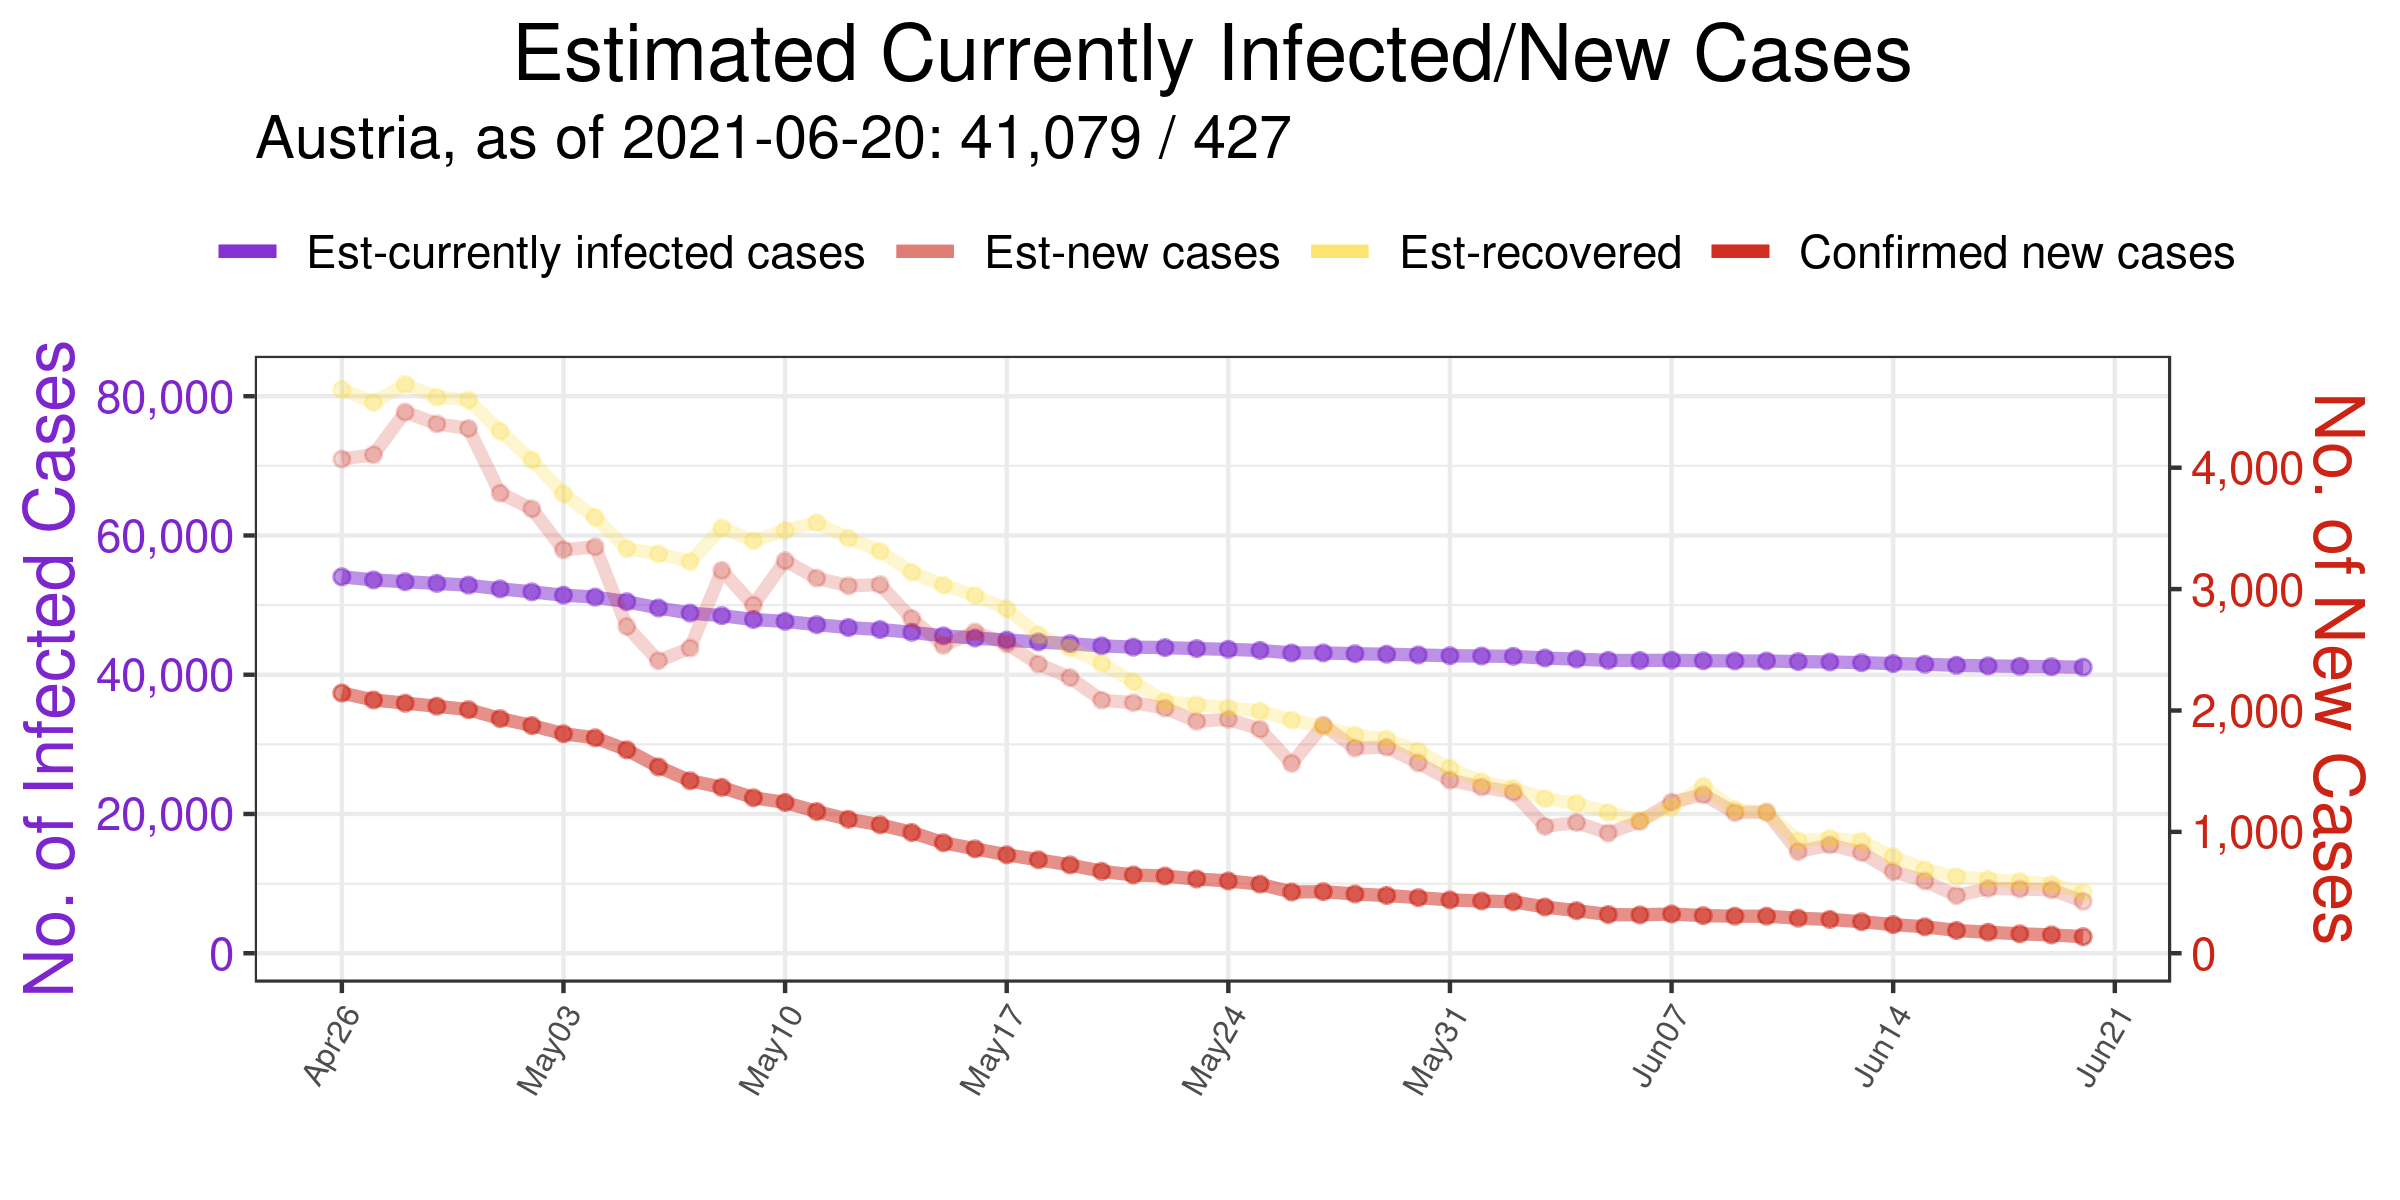 Estimated Currently Infected/New Cases
Austria, as of 2021-06-20: 41,079 / 427
Est-currently infected cases Est-new cases Est-recovered Confirmed new cases
No. of Infected Cases
80,000
60,000
40,000
20,000
0
4,000
3,000
2,000
1,000
0
No. of New Cases
Apr26 May03 May10 May17 May24 May31 Jun07 Jun14 Jun21